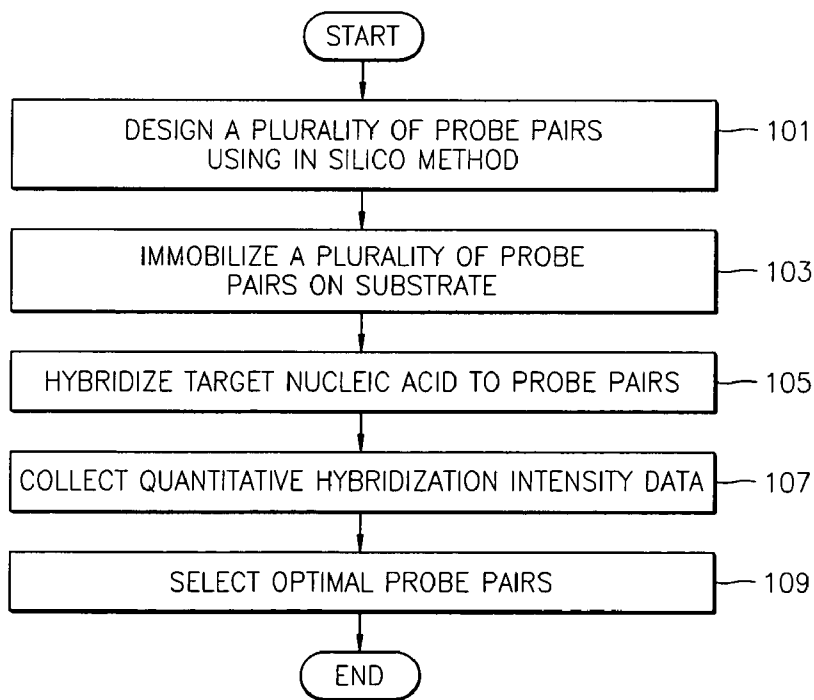 START
DESIGN A PLURALITY OF PROBE PAIRS
USING IN SILICO METHOD
101
IMMOBILIZE A PLURALITY OF PROBE
PAIRS ON SUBSTRATE
103
HYBRIDIZE TARGET NUCLEIC ACID TO PROBE PAIRS
105
COLLECT QUANTITATIVE HYBRIDIZATION INTENSITY DATA
107
SELECT OPTIMAL PROBE PAIRS
109
END